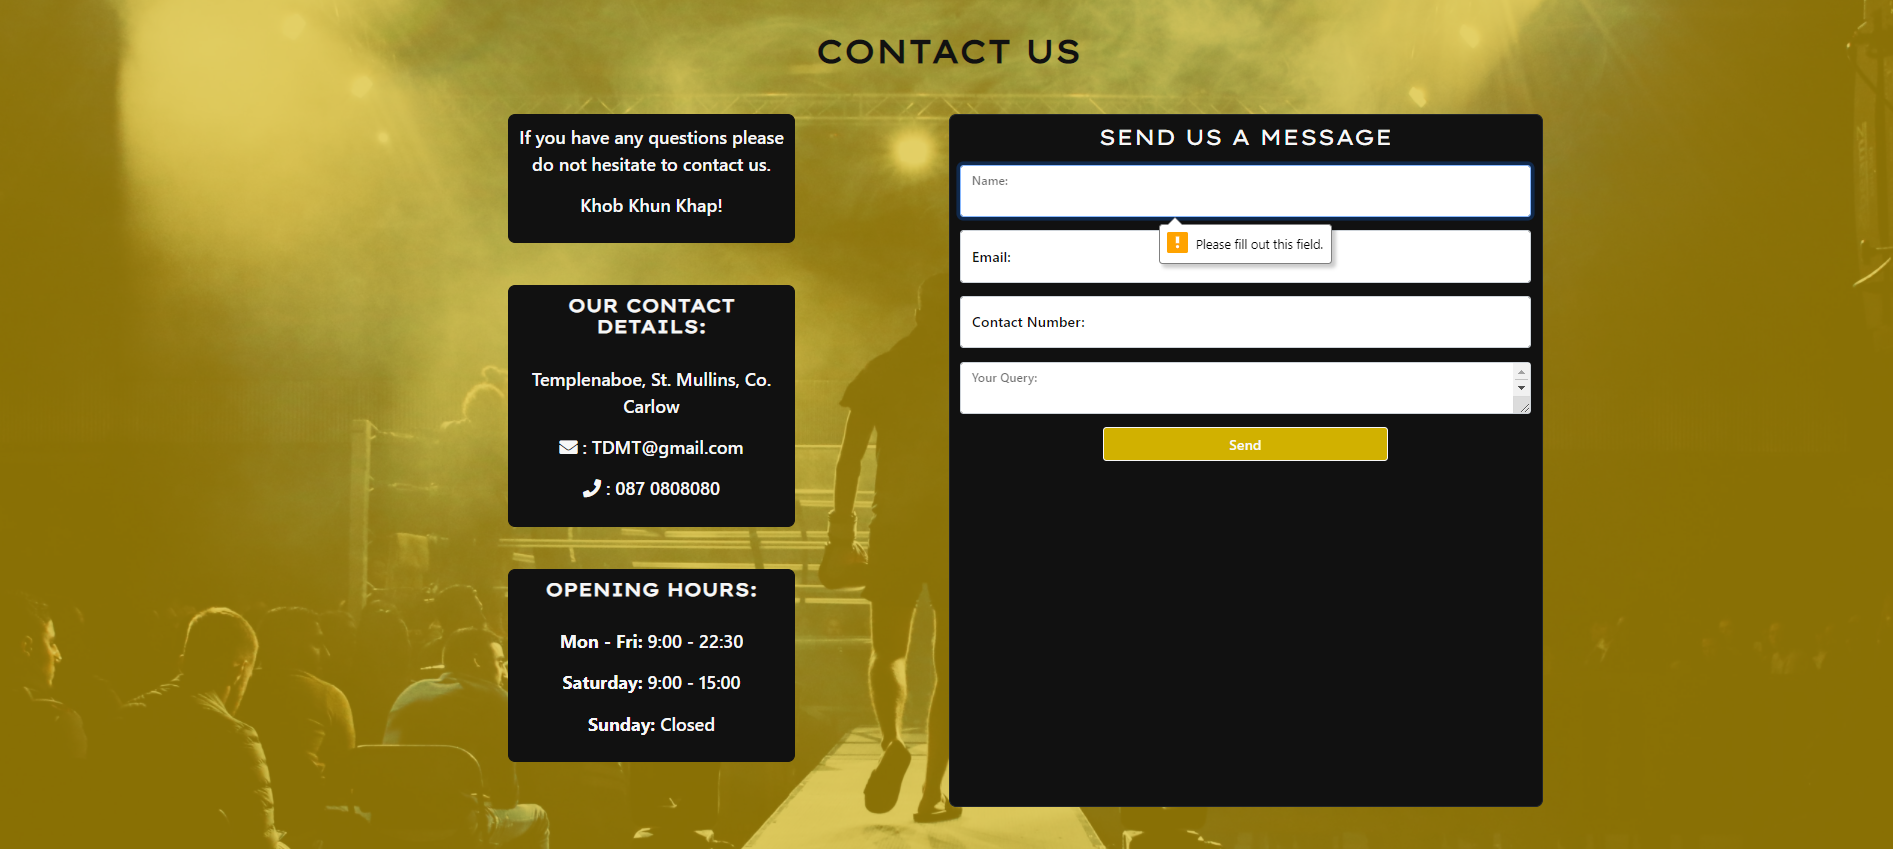 CONTACT US
If you have any questions please
do not hesitate to contact us.
Khob Khun Khap!
OUR CONTACT
DETAILS:
Templenaboe, St. Mullins, Co.
Carlow
: TDMT@gmail.com
: 087 0808080
OPENING HOURS:
Mon - Fri: 9:00 - 22:30
Saturday: 9:00 - 15:00
Sunday: Closed
SEND US A MESSAGE
Name:
Please fill out this field.
Email:
Contact Number:
Your Query:
Send